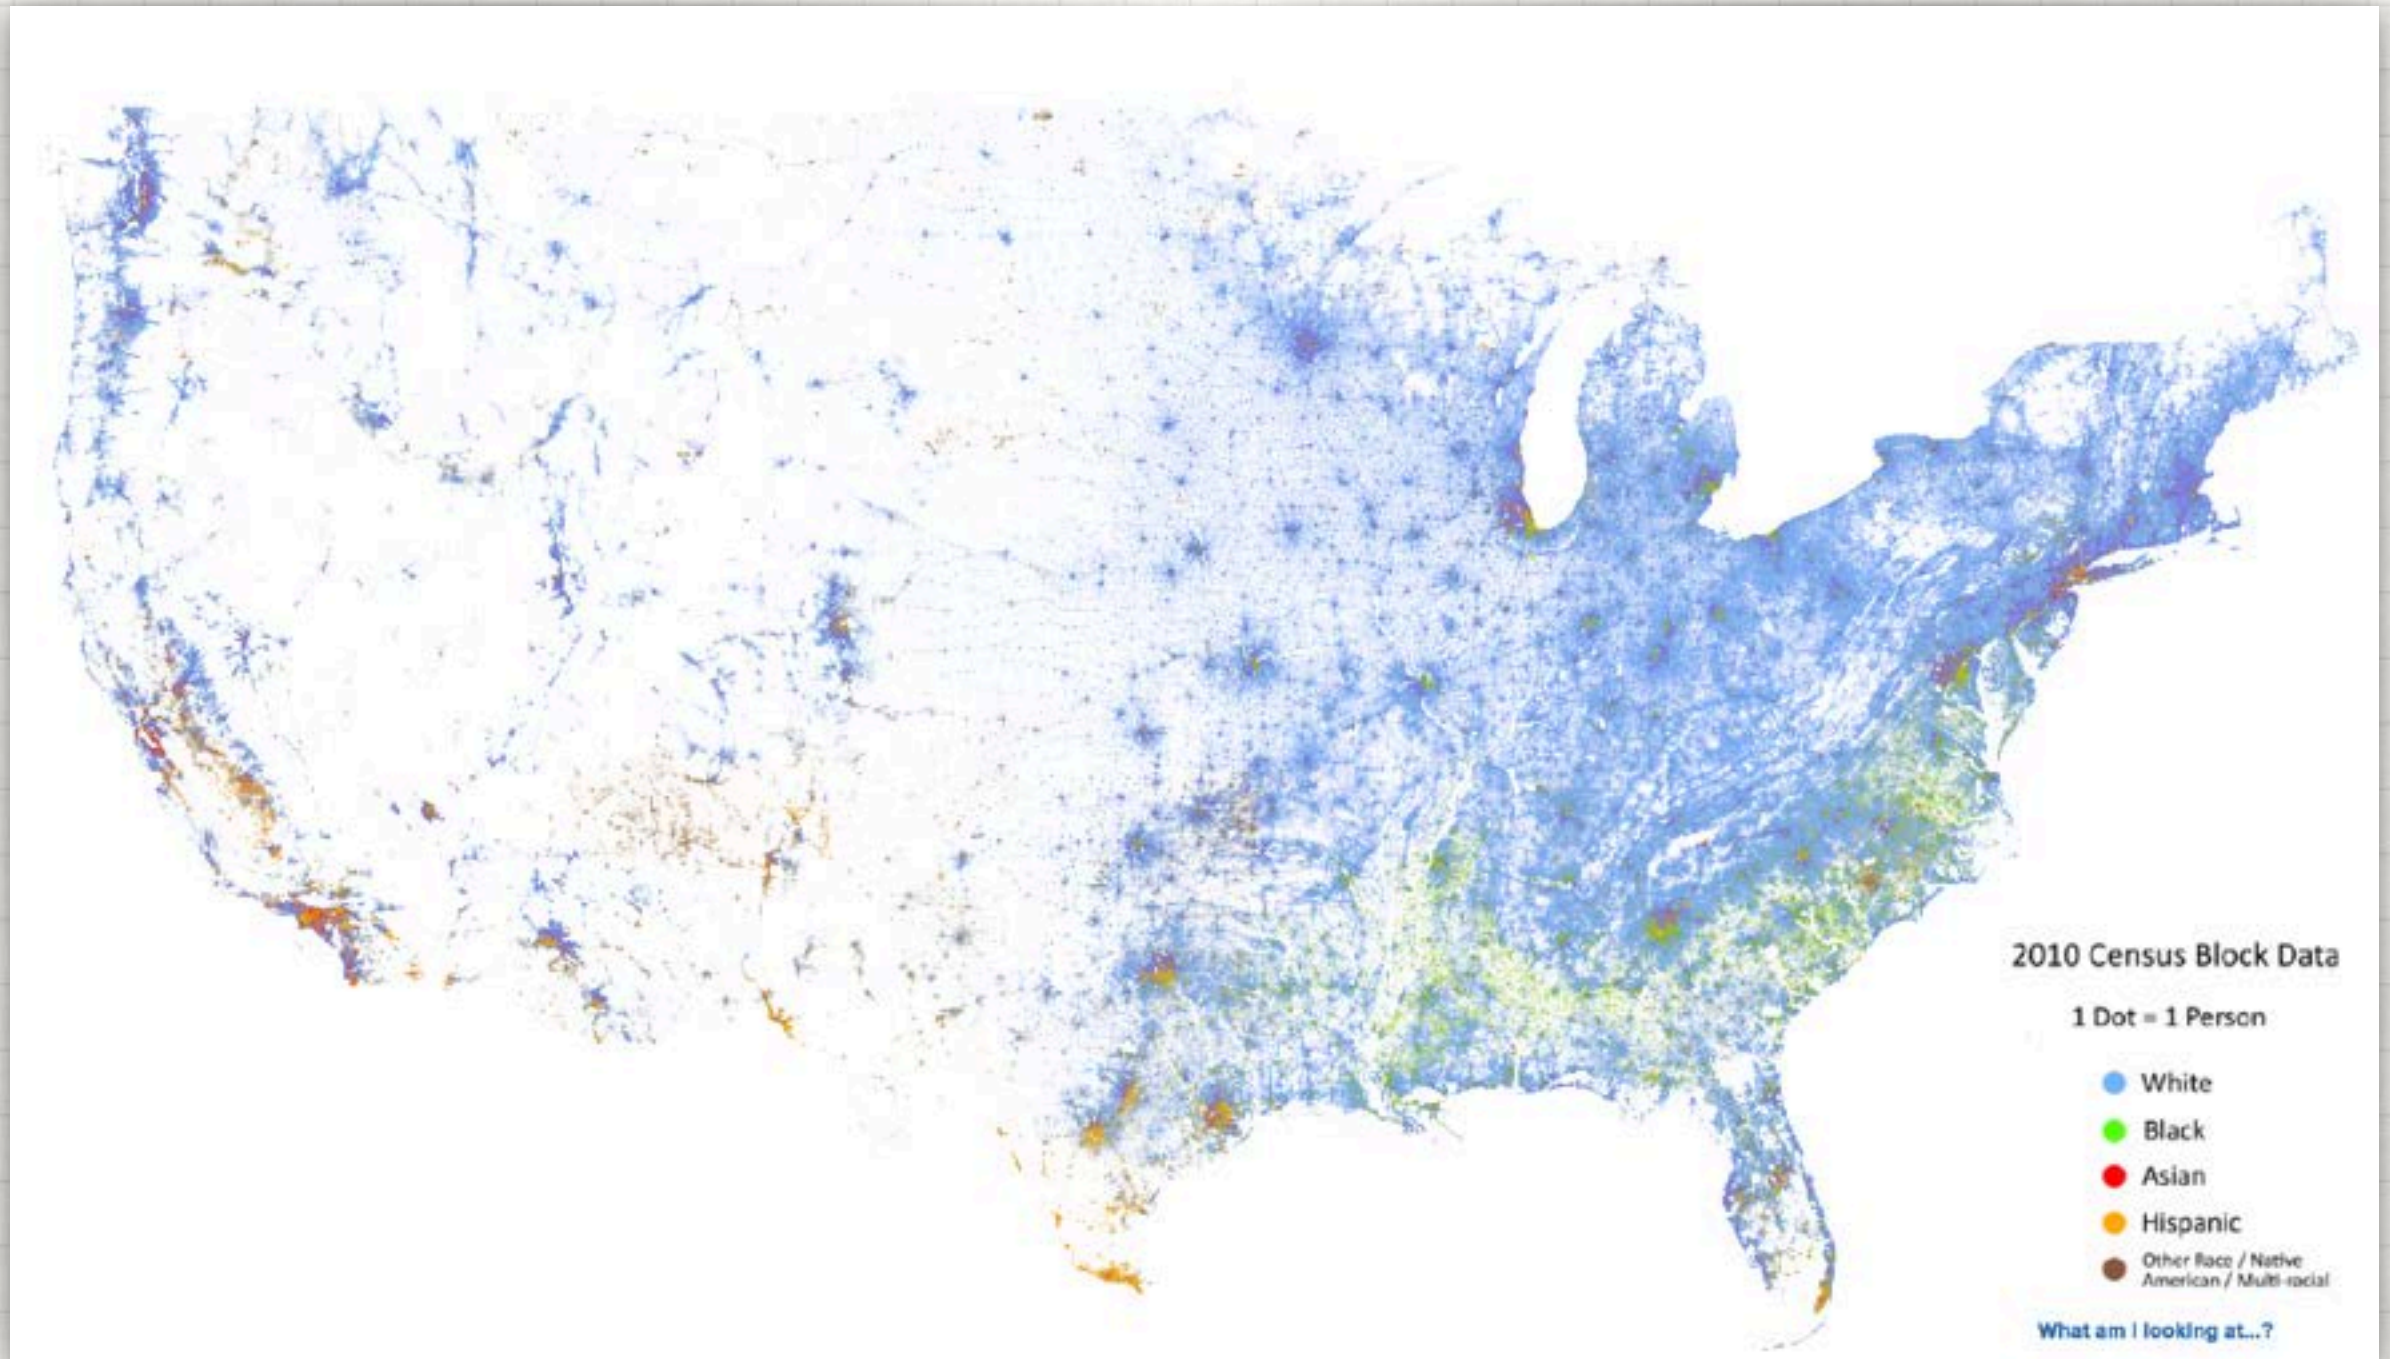 2010 Census Block Data
1 Dot = 1 Person
White
Black
Asian
Hispanic
Other Race / Native
American / Multi-racial
What am I looking at...?